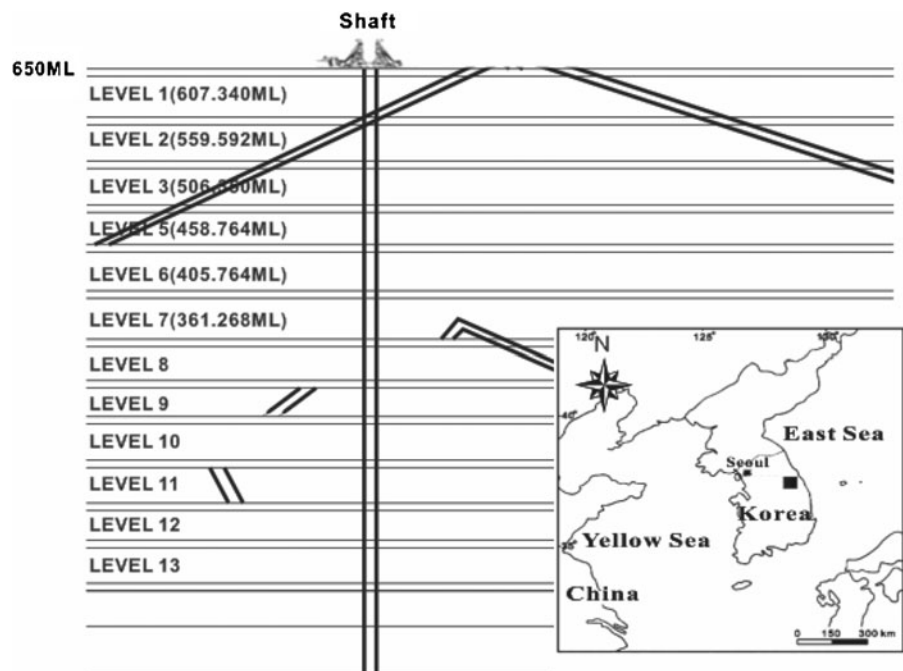 Shaft
650ML
LEVEL 1(607.340ML)
LEVEL 2(559.592ML)
LEVEL 3
LEVEL 5(458.764ML)
LEVEL 6(405.764ML)
LEVEL 7(361.268ML)
LEVEL 8
LEVEL 9
LEVEL 10
LEVEL 11
LEVEL 12
LEVEL 13
120° 125° 130°
N
40°
East Sea
Seoul
Korea
35°
Yellow Sea
China
0 150 300 km